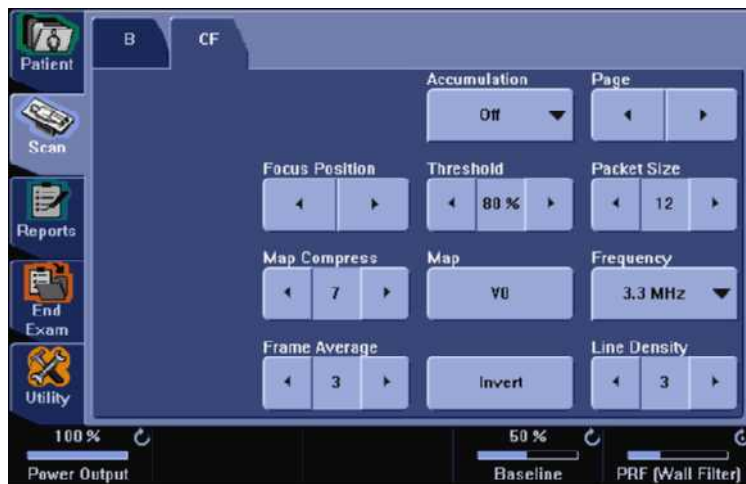 Patient
B
CF
Accumulation
Page
Off
Scan
Focus Position
Threshold
Packet Size
80 %
12
Reports
Map Compress
Map
Frequency
7
V0
3.3 MHz
End
Exam
Frame Average
Line Density
3
Invert
3
Utility
100 %
50 %
Power Output
Baseline
PRF (Wall Filter)